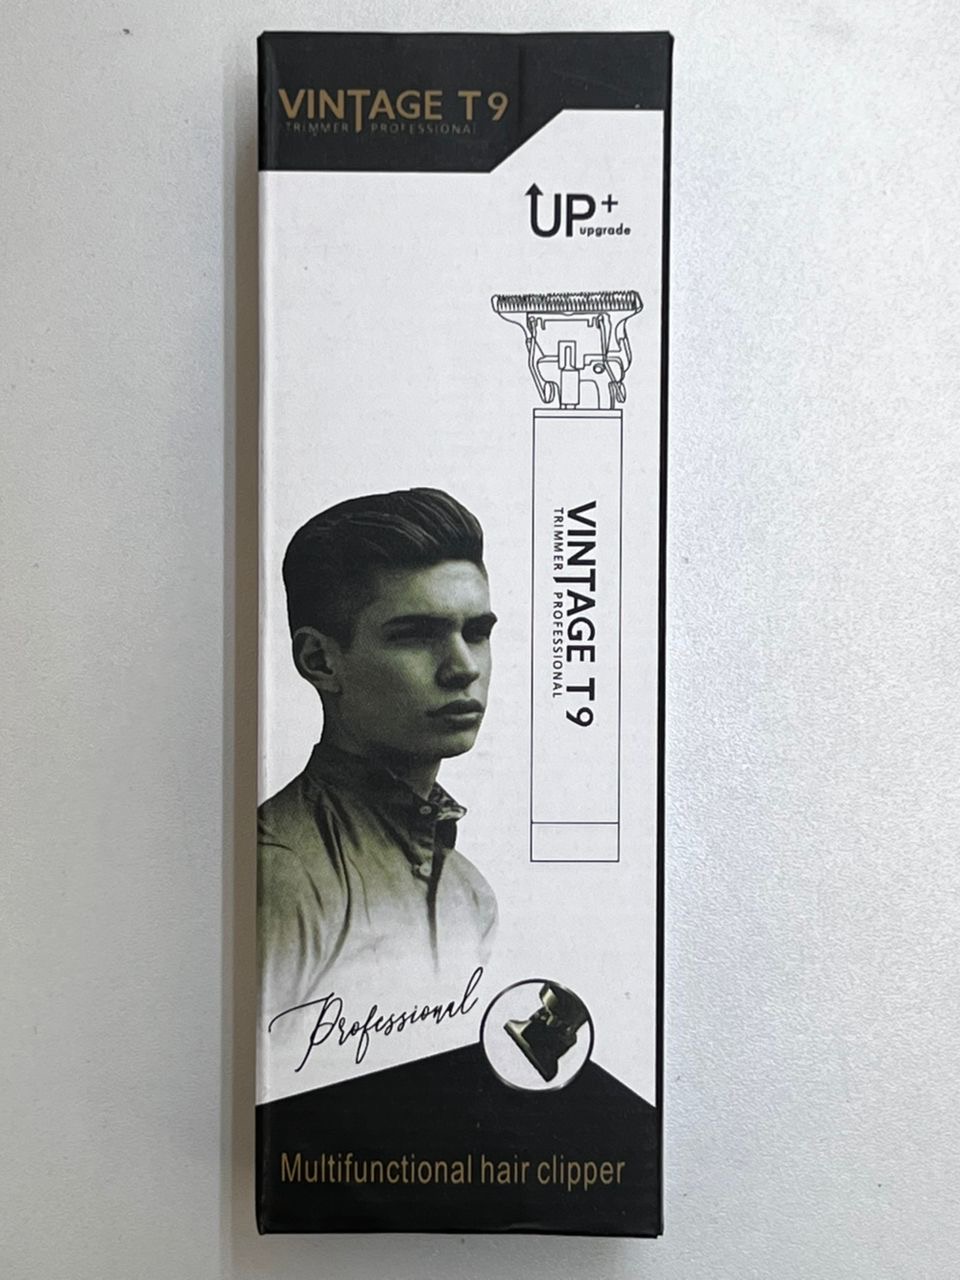 VINTAGE T9
TRIMMER PROFESSIONAL
UP+
upgrade
VINTAGE T9
TRIMMER PROFESSIONAL
Professional
Multifunctional hair clipper